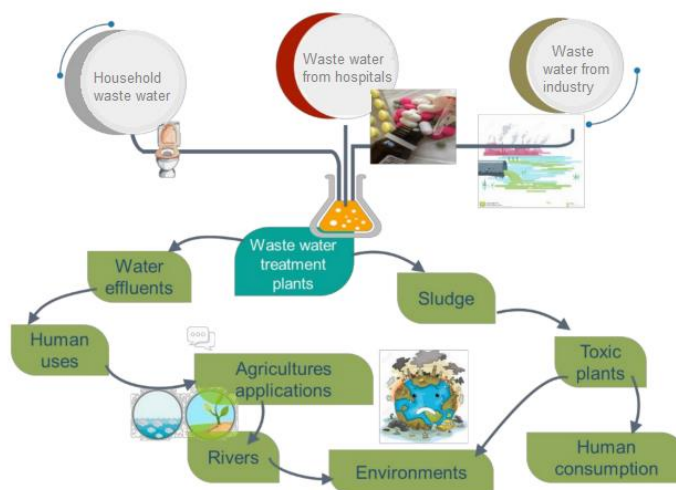 Household
waste water
Waste water
from hospitals
Waste
water from
industry
Waste water
treatment
plants
Water
effluents
Sludge
Human
uses
Agricultures
applications
Toxic
plants
Rivers
Environments
Human
consumption